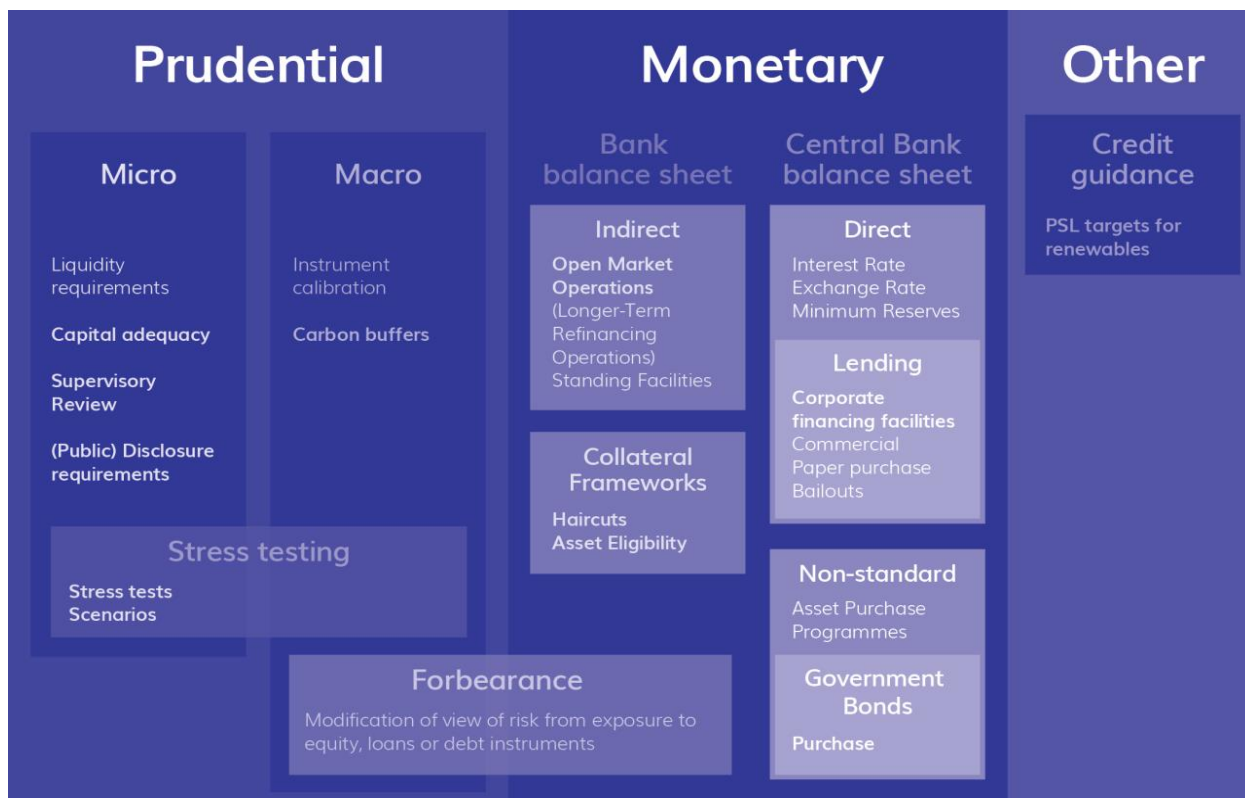 Prudential
Micro
Liquidity
requirements
Capital adequacy
Supervisory
Review
(Public) Disclosure
requirements
Macro
Instrument
calibration
Carbon buffers
Stress testing
Stress tests
Scenarios
Forbearance
Modification of view of risk from exposure to
equity, loans or debt instruments
Monetary
Bank
balance sheet
Indirect
Open Market
Operations
(Longer-Term
Refinancing
Operations)
Standing Facilities
Collateral
Frameworks
Haircuts
Asset Eligibility
Central Bank
balance sheet
Direct
Interest Rate
Exchange Rate
Minimum Reserves
Lending
Corporate
financing facilities
Commercial
Paper purchase
Bailouts
Non-standard
Asset Purchase
Programmes
Government
Bonds
Purchase
Other
Credit
guidance
PSL targets for
renewables